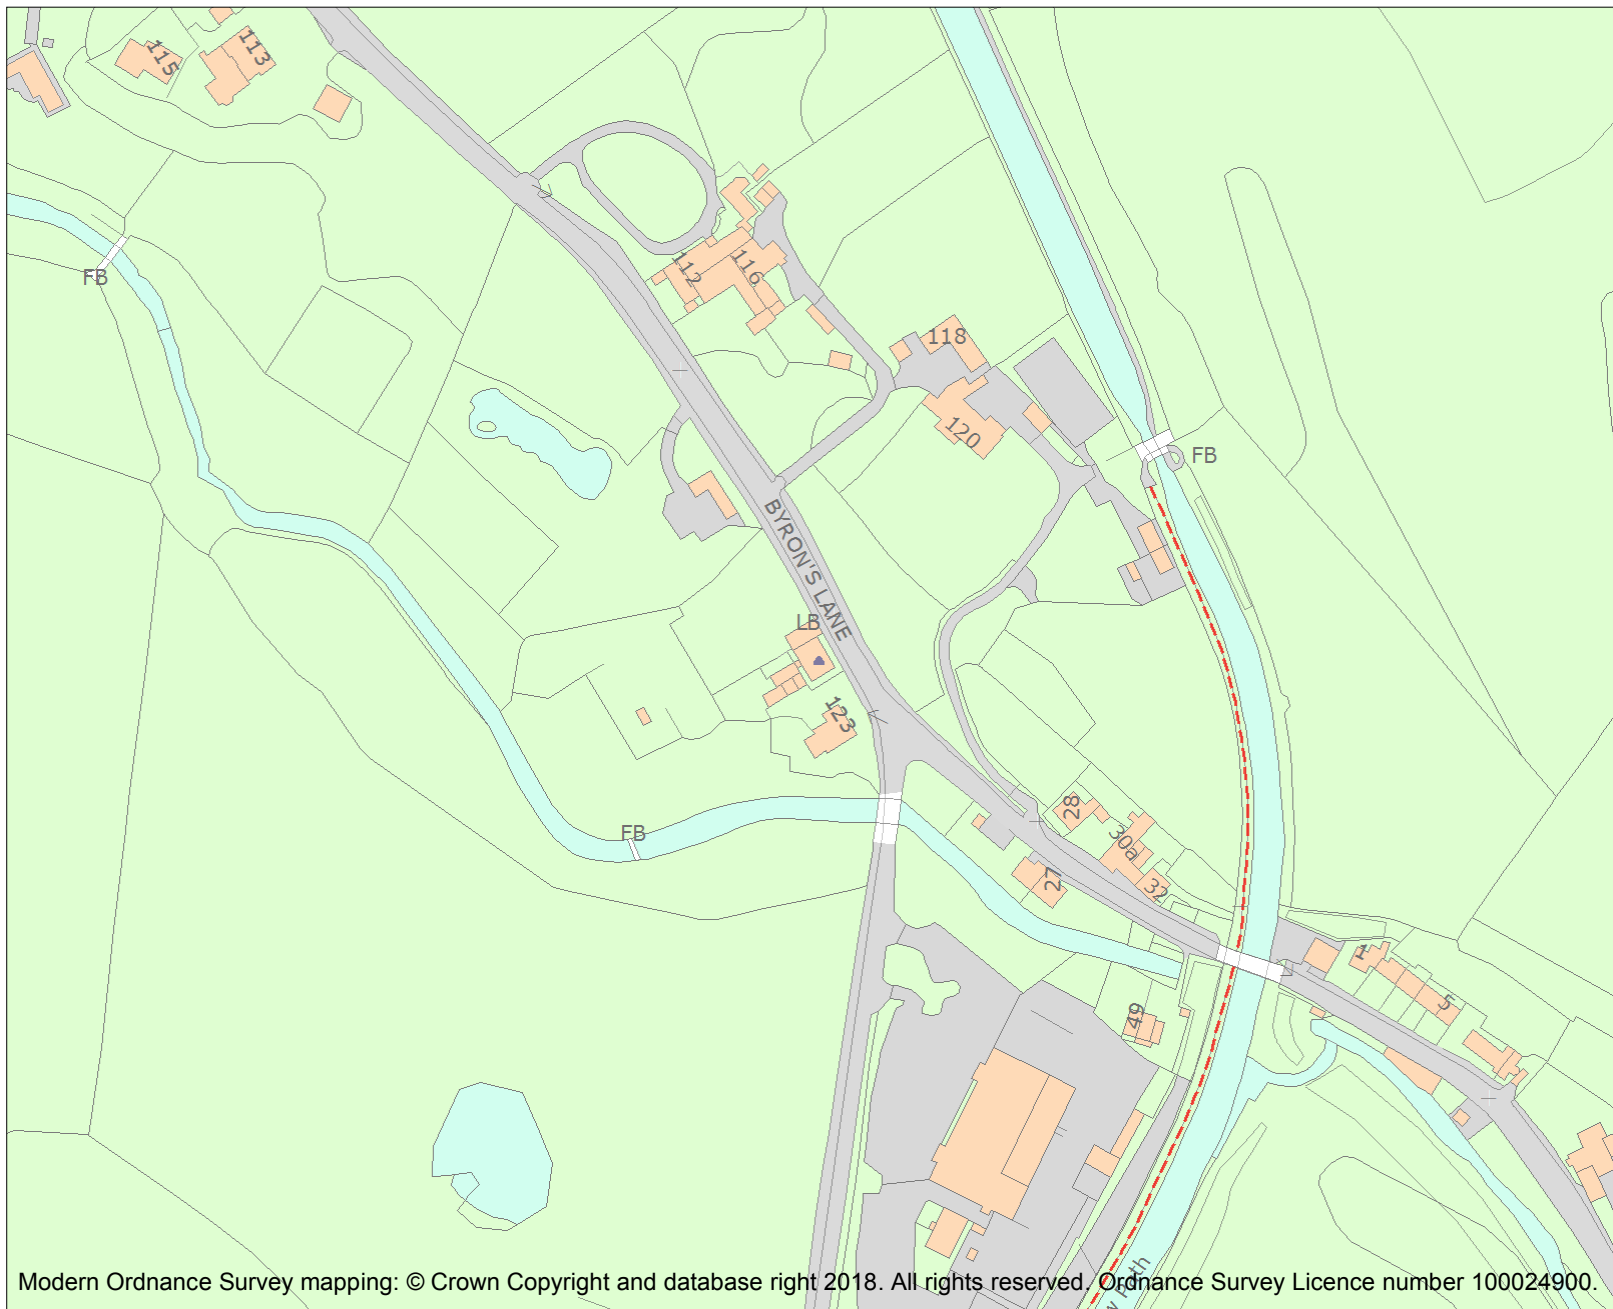 115
113
FB
112
116
118
120
FB
BYRON'S LANE
LB
123
28
FB
30a
27
32
1
5
49
Path
Modern Ordnance Survey mapping: © Crown Copyright and database right 2018. All rights reserved. Ordnance Survey Licence number 100024900.